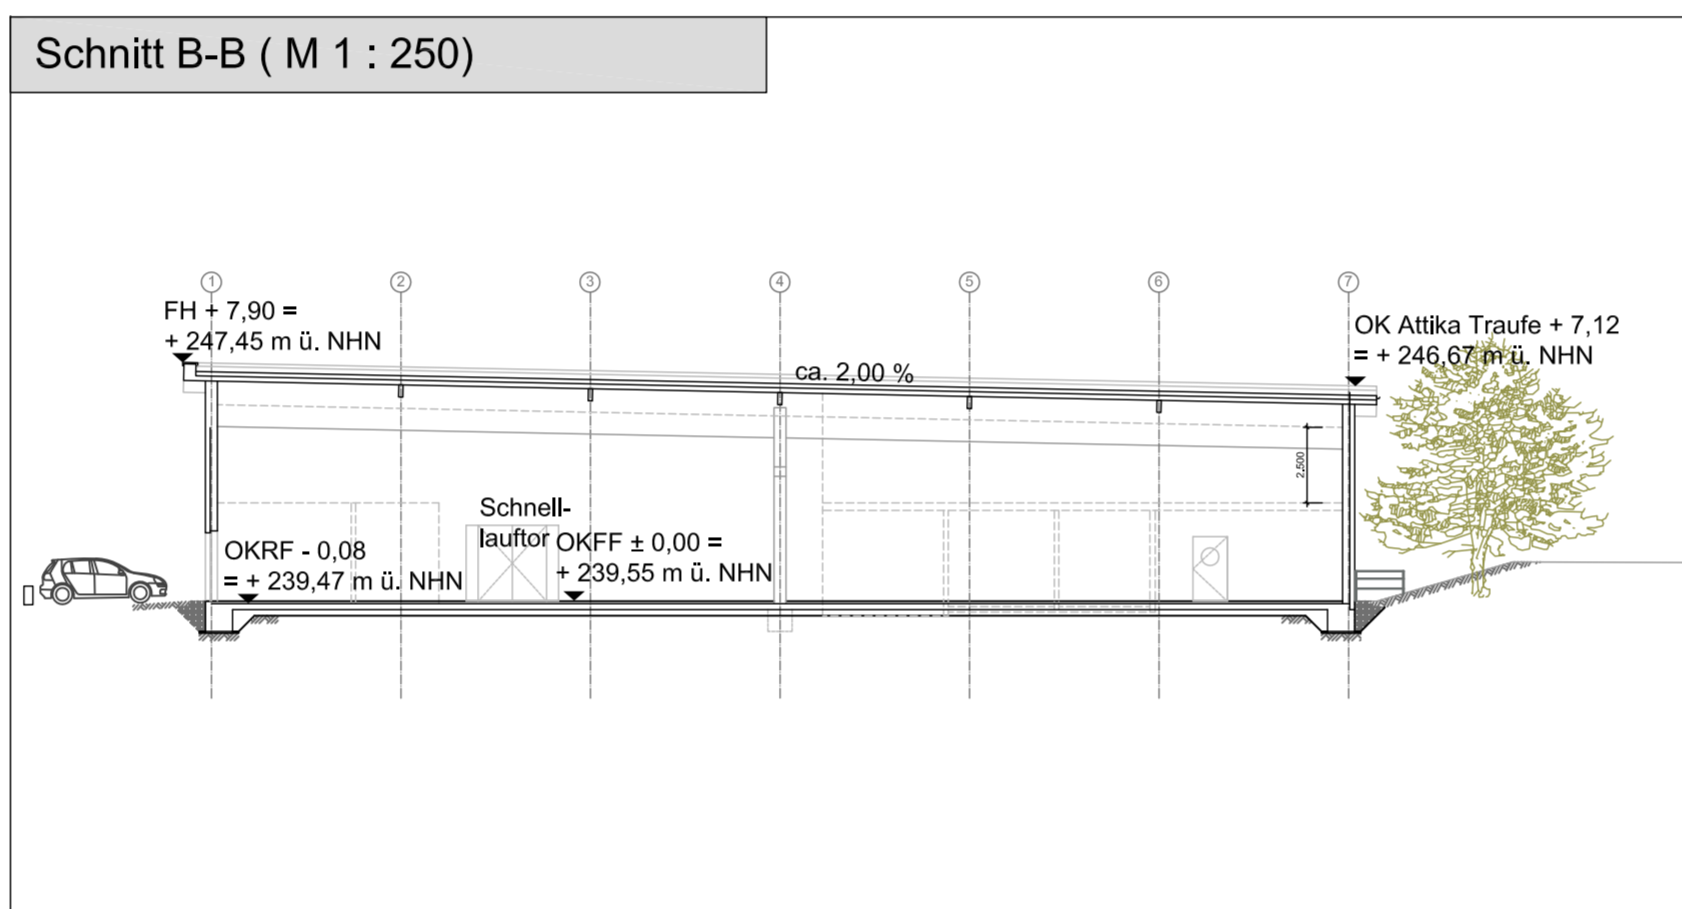 Schnitt B-B ( M 1 : 250)
1 2 3 4 5 6 7
FH + 7,90 =
+ 247,45 m ü. NHN
OK Attika Traufe + 7,12
= + 246,67 m ü. NHN
ca. 2,00 %
2,500
Schnell-
lauftor
OKFF ± 0,00 =
+ 239,55 m ü. NHN
OKRF - 0,08
= + 239,47 m ü. NHN